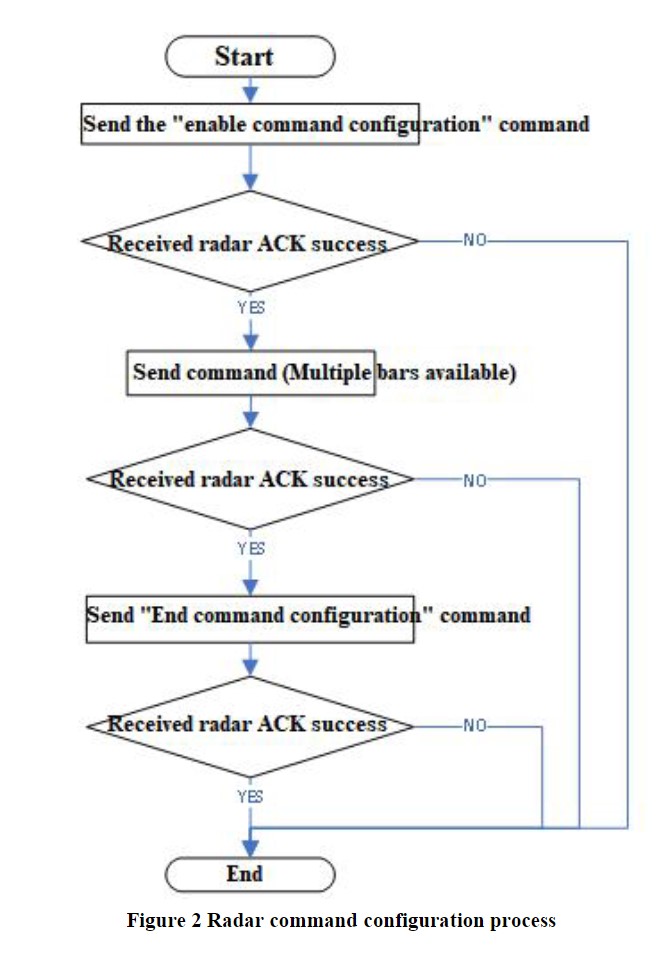 Start
Send the "enable command configuration" command
Received radar ACK success
NO
YES
Send command (Multiple bars available)
Received radar ACK success
NO
YES
Send "End command configuration" command
Received radar ACK success
NO
YES
End
Figure 2 Radar command configuration process